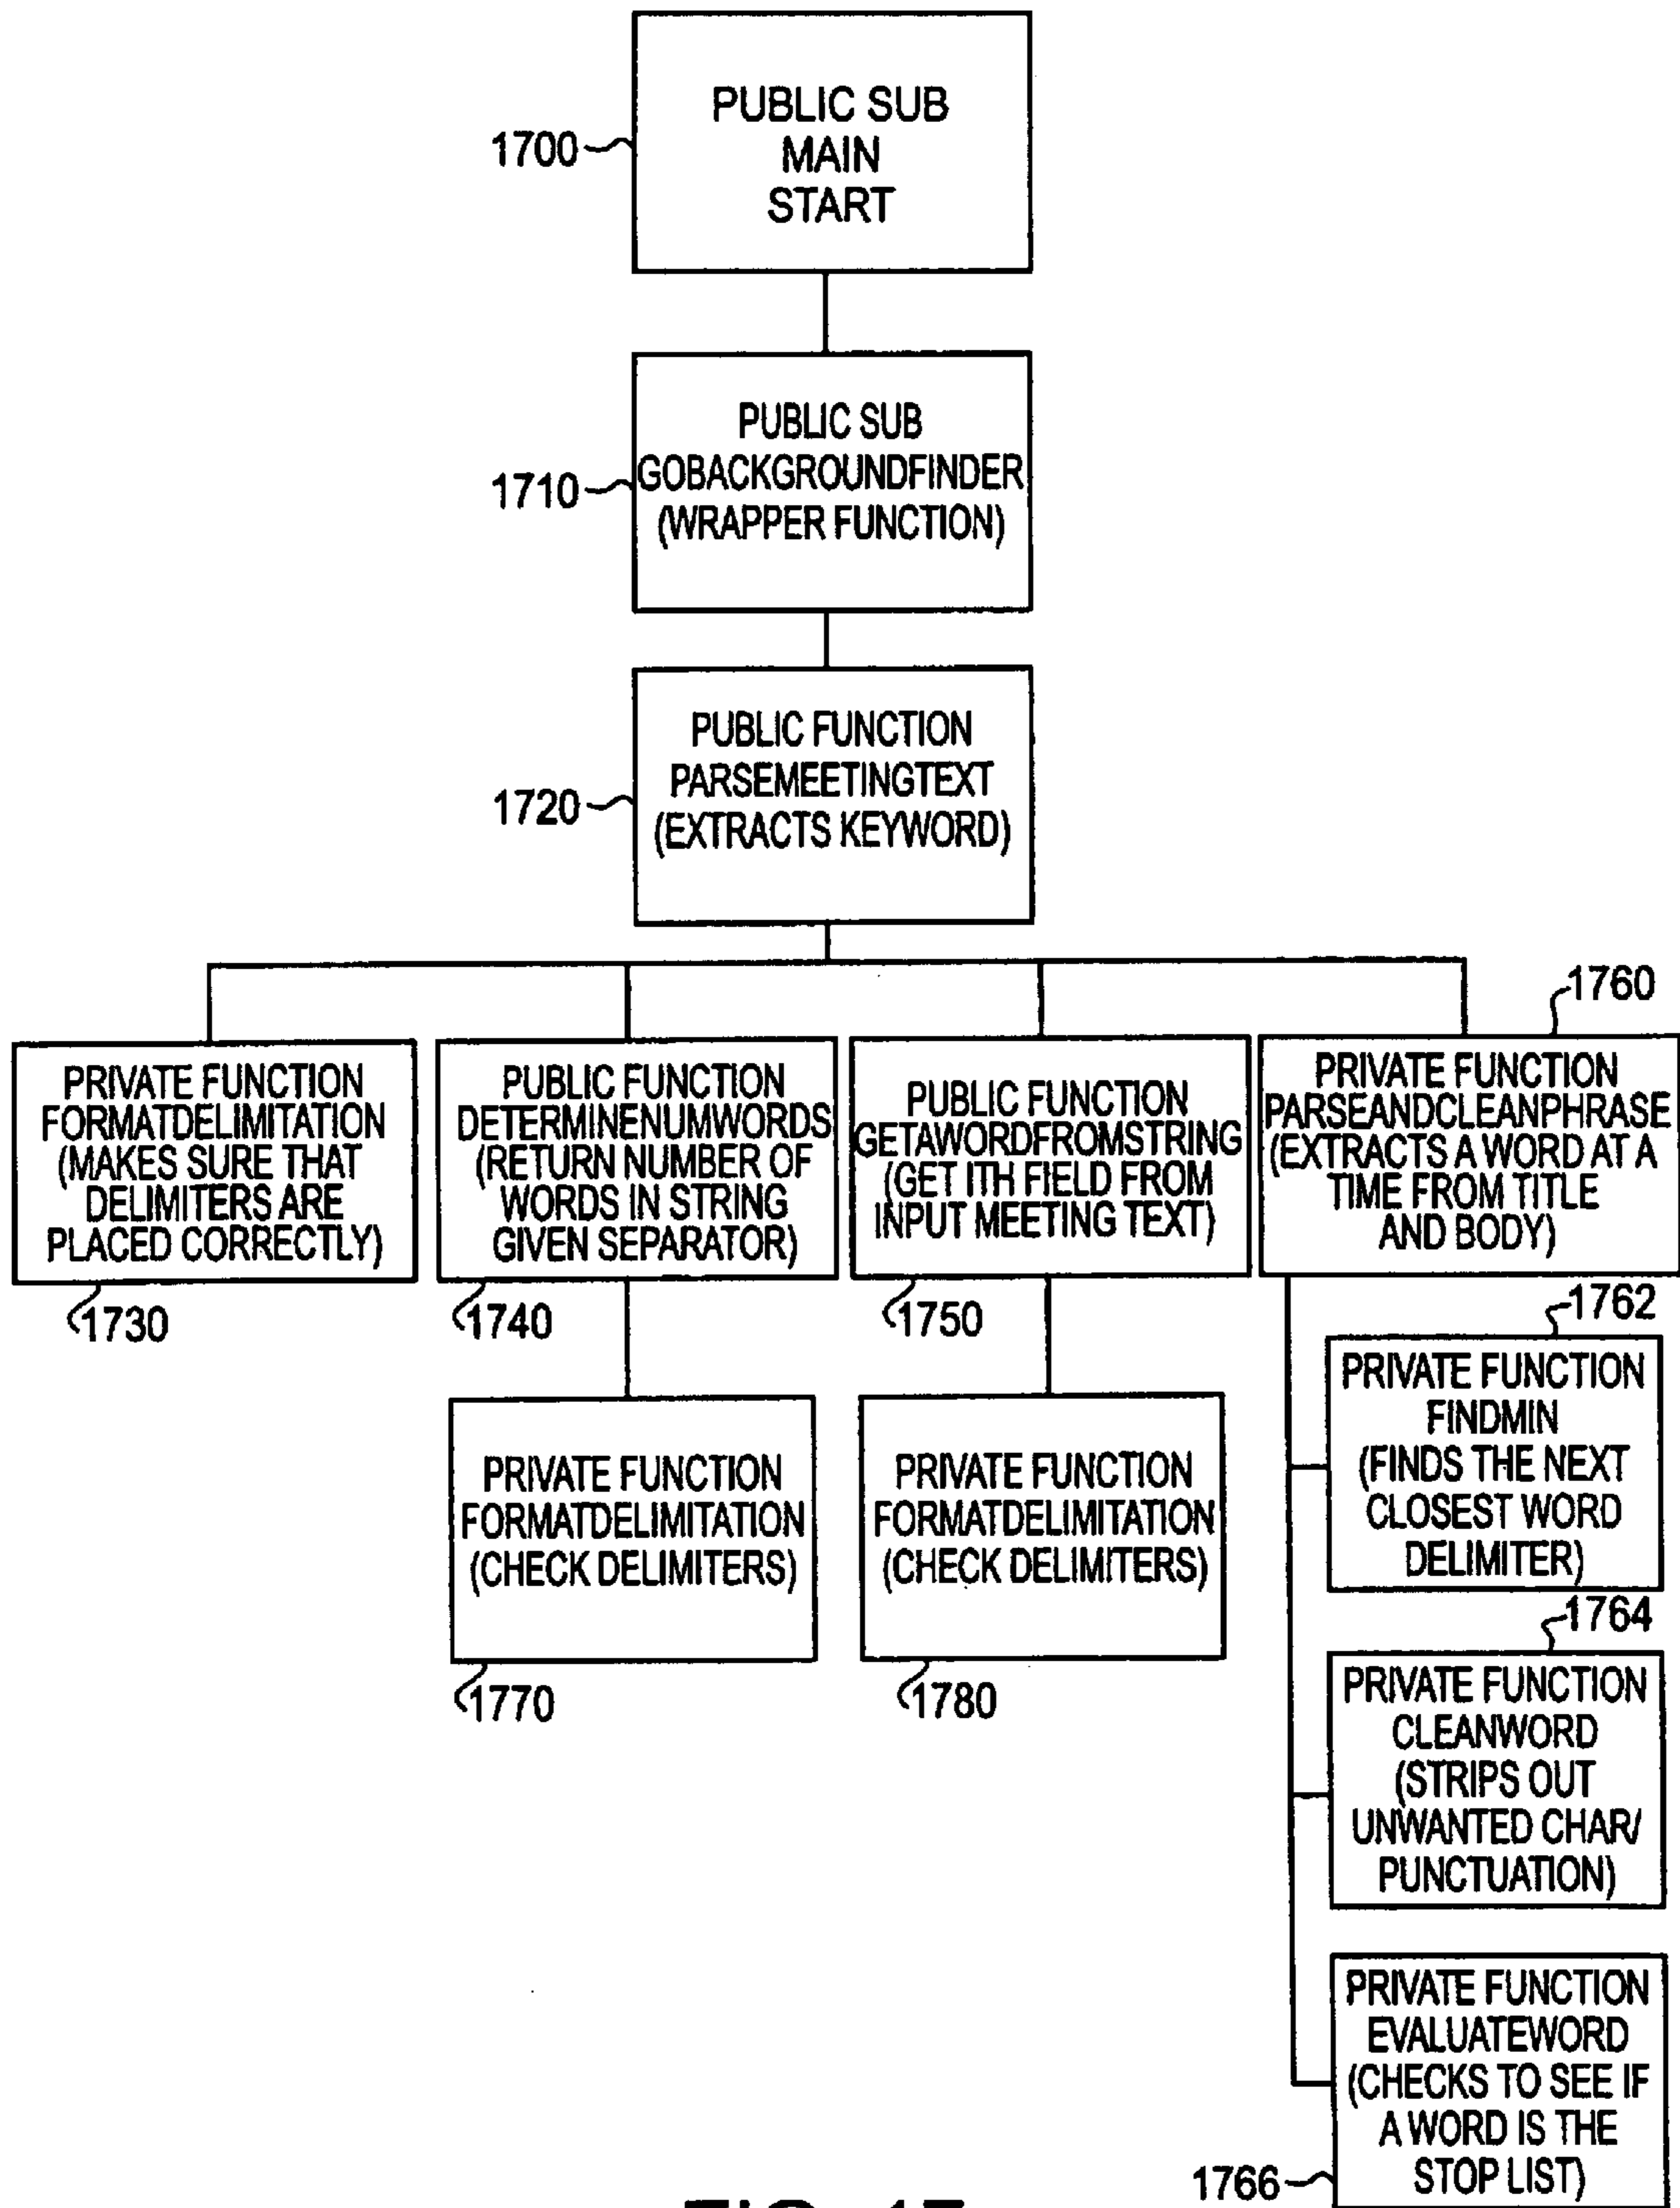 PUBLIC SUB
MAIN
START
1700
PUBLIC SUB
GOBACKGROUNDFINDER
(WRAPPER FUNCTION)
1710
PUBLIC FUNCTION
PARSEMEETINGTEXT
(EXTRACTS KEYWORD)
1720
PRIVATE FUNCTION
FORMATDELIMITATION
(MAKES SURE THAT
DELIMITERS ARE
PLACED CORRECTLY)
1730
PUBLIC FUNCTION
DETERMINENUMWORDS
(RETURN NUMBER OF
WORDS IN STRING
GIVEN SEPARATOR)
1740
PUBLIC FUNCTION
GETAWORDFROMSTRING
(GET ITH FIELD FROM
INPUT MEETING TEXT)
1750
1760
PRIVATE FUNCTION
PARSEANDCLEANPHRASE
(EXTRACTS A WORD AT A
TIME FROM TITLE
AND BODY)
PRIVATE FUNCTION
FORMATDELIMITATION
(CHECK DELIMITERS)
1770
PRIVATE FUNCTION
FORMATDELIMITATION
(CHECK DELIMITERS)
1780
1762
PRIVATE FUNCTION
FINDMIN
(FINDS THE NEXT
CLOSEST WORD
DELIMITER)
1764
PRIVATE FUNCTION
CLEANWORD
(STRIPS OUT
UNWANTED CHAR/
PUNCTUATION)
PRIVATE FUNCTION
EVALUATEWORD
(CHECKS TO SEE IF
A WORD IS THE
STOP LIST)
1766
FIG. 17